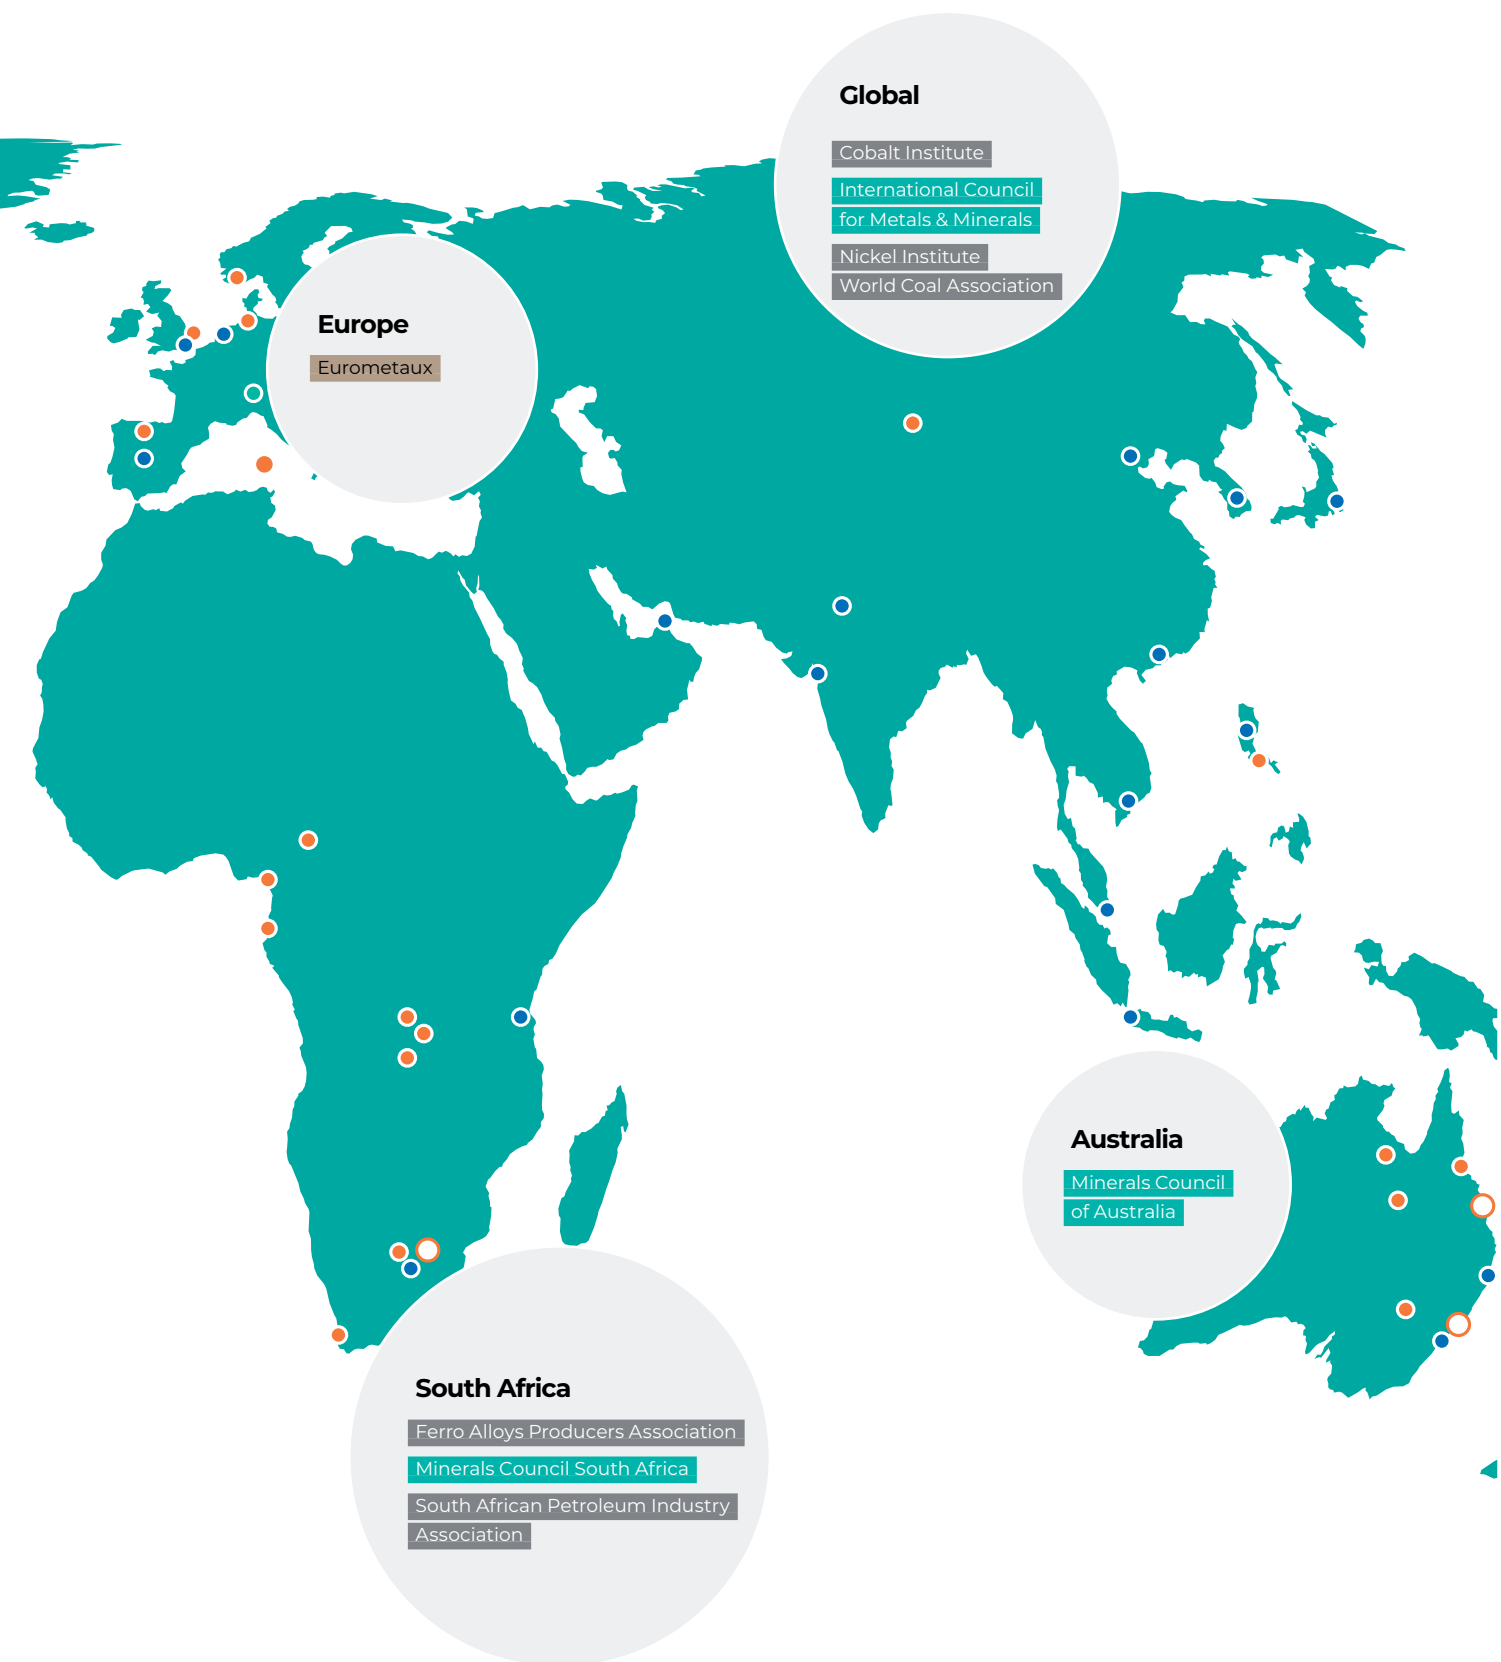 Global
Cobalt Institute
International Council
for Metals & Minerals
Nickel Institute
World Coal Association
Europe
Eurometaux
Australia
Minerals Council
of Australia
South Africa
Ferro Alloys Producers Association
Minerals Council South Africa
South African Petroleum Industry
Association